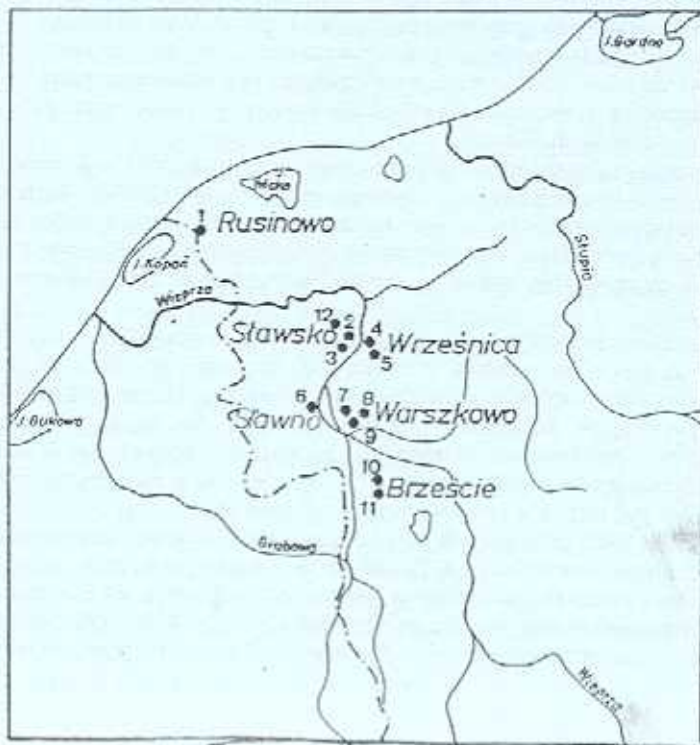 J. Gardno
Wicko
1
Rusinowo
J. Kopań
Słupia
Wieprza
12
2
4
Sławsko
Wrześnica
3
5
6
7
8
Sławno
Warszkowo
9
J. Bukowo
10
Brzeście
11
Grabowa
Wieprza